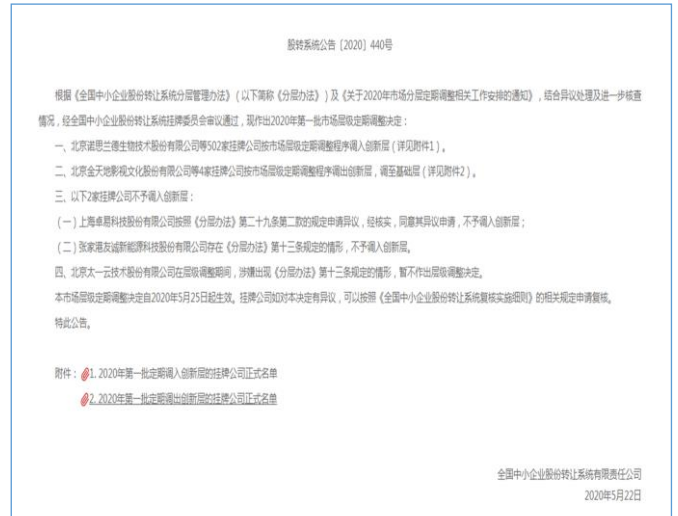 股转系统公告〔2020〕440号
根据《全国中小企业股份转让系统分层管理办法》(以下简称《分层办法》)及《关于2020年市场分层定期调整相关工作安排的通知》,结合异议处理及进一步核查
情况,经全国中小企业股份转让系统挂牌委员会审议通过,现作出2020年第一批市场层级定期调整决定:
一、北京诺思兰德生物技术股份有限公司等502家挂牌公司按市场层级定期调整程序调入创新层(详见附件1)。
二、北京金天地影视文化股份有限公司等4家挂牌公司按市场层级定期调整程序调出创新层,调至基础层(详见附件2)。
三、以下2家挂牌公司不予调入创新层:
(一)上海卓易科技股份有限公司按照《分层办法》第二十九条第二款的规定申请异议,经核实,同意其异议申请,不予调入创新层;
(二)张家港友诚新能源科技股份有限公司存在《分层办法》第十三条规定的情形,不予调入创新层。
四、北京太一云技术股份有限公司在层级调整期间,涉嫌出现《分层办法》第十三条规定的情形,暂不作出层级调整决定。
本市场层级定期调整决定自2020年5月25日起生效。挂牌公司如对本决定有异议,可以按照《全国中小企业股份转让系统复核实施细则》的相关规定申请复核。
特此公告。
附件:1. 2020年第一批定期调入创新层的挂牌公司正式名单
2. 2020年第一批定期调出创新层的挂牌公司正式名单
全国中小企业股份转让系统有限责任公司
2020年5月22日